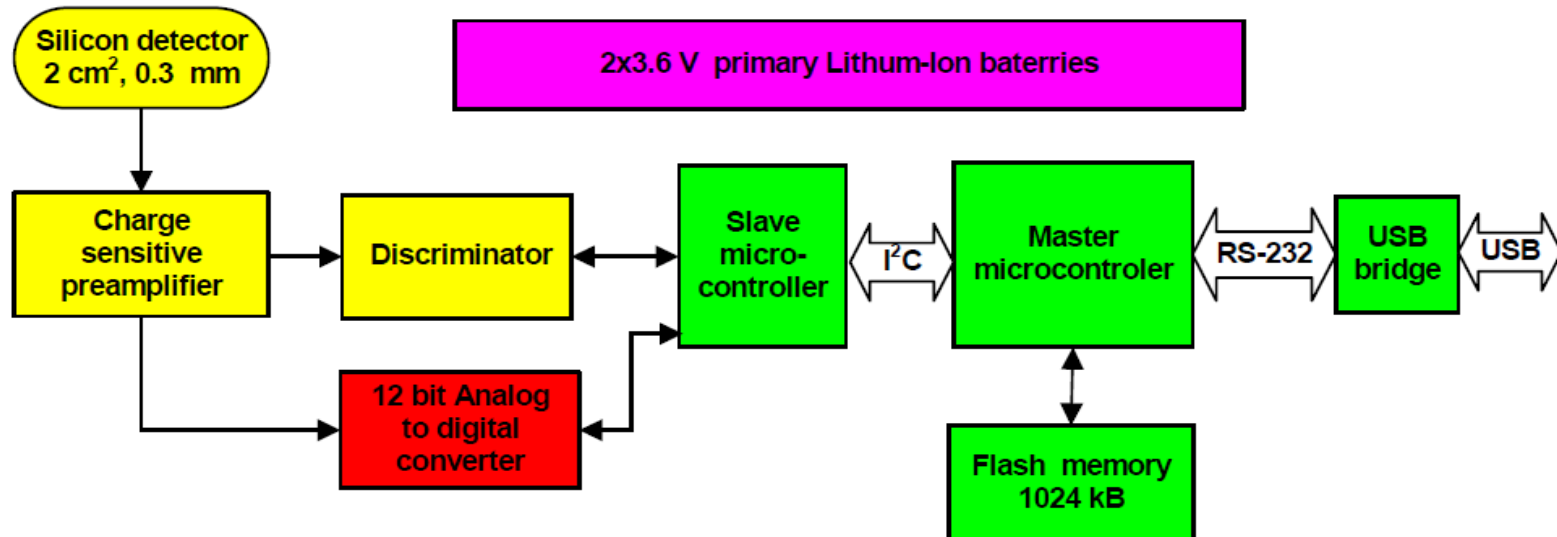 Silicon detector
2 cm², 0.3 mm
2x3.6 V primary Lithum-Ion baterries
Charge
sensitive
preamplifier
Discriminator
Slave
micro-
controller
I²C
Master
microcontroler
RS-232
USB
bridge
USB
12 bit Analog
to digital
converter
Flash memory
1024 kB